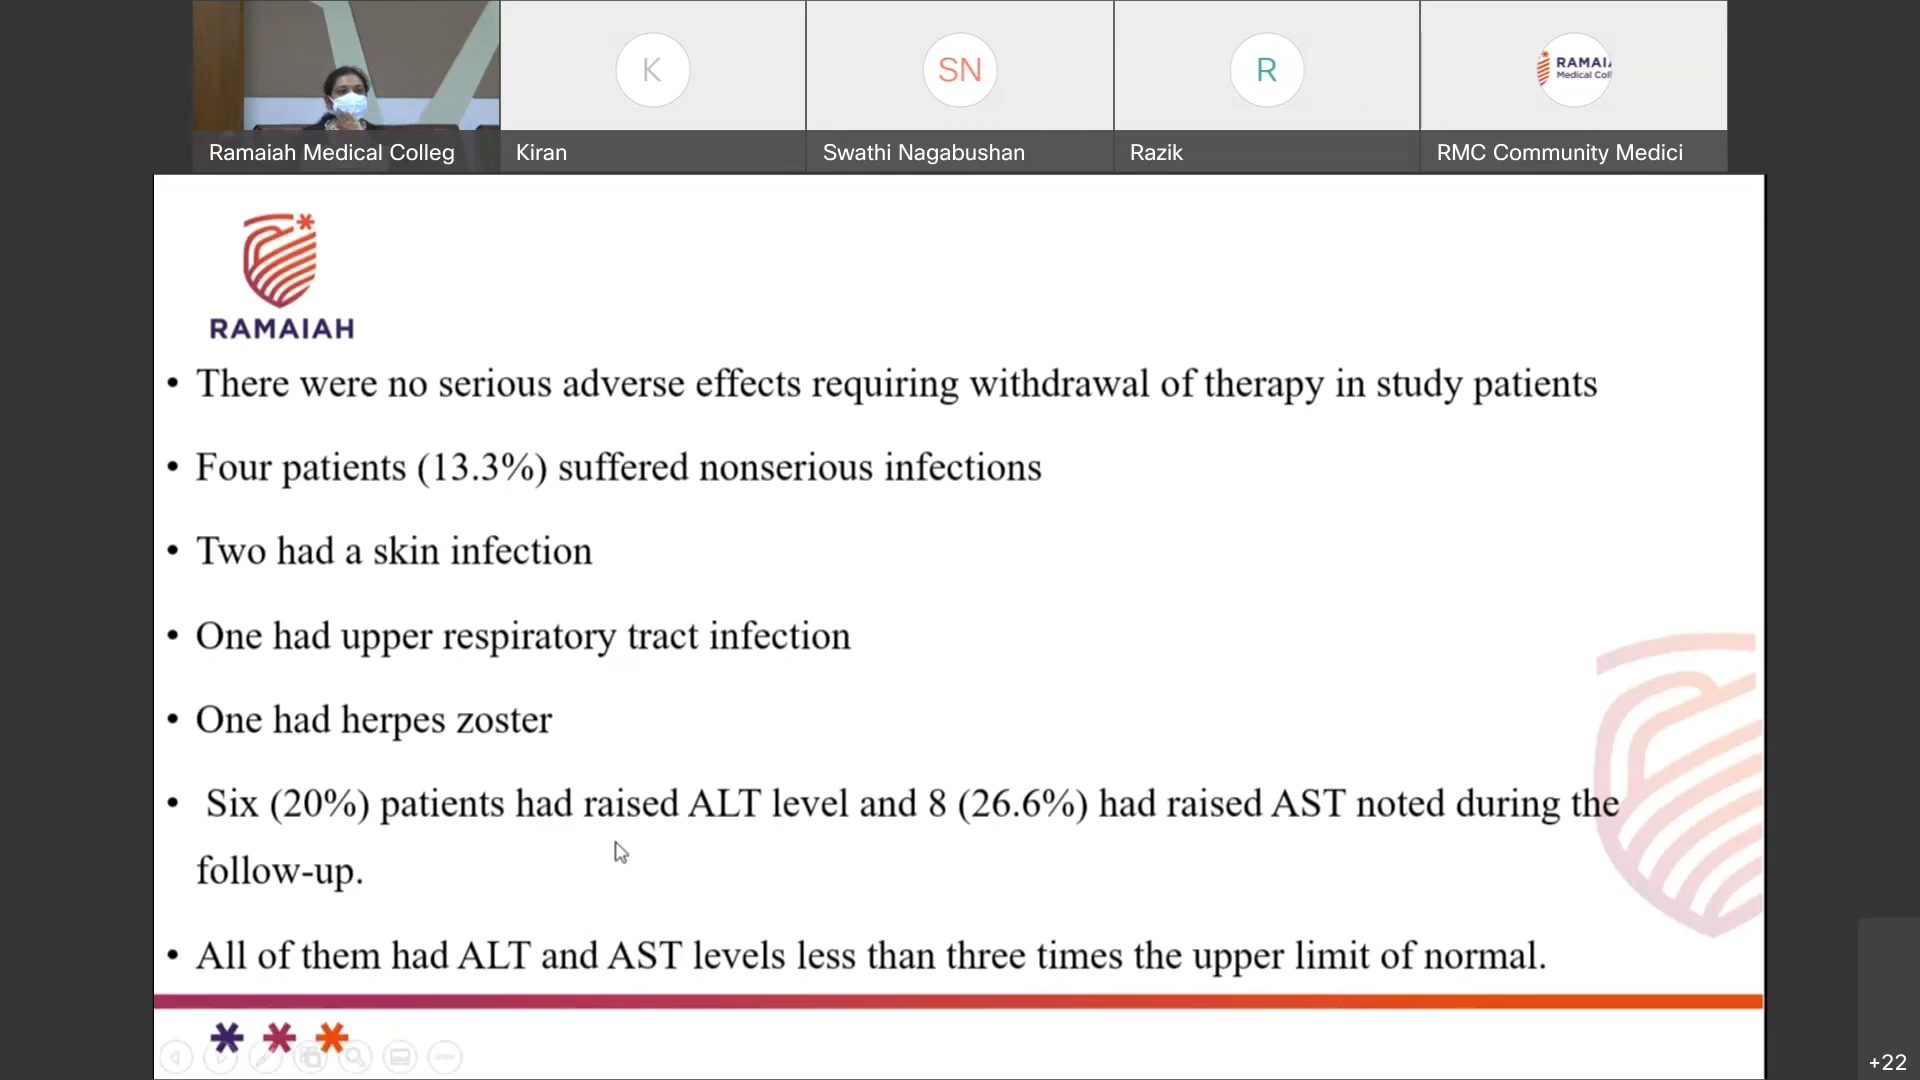 K
SN
R
RAMAI
Medical Coll
Ramaiah Medical Colleg
Kiran
Swathi Nagabushan
Razik
RMC Community Medici
RAMAIAH
• There were no serious adverse effects requiring withdrawal of therapy in study patients
• Four patients (13.3%) suffered nonserious infections
• Two had a skin infection
• One had upper respiratory tract infection
• One had herpes zoster
• Six (20%) patients had raised ALT level and 8 (26.6%) had raised AST noted during the
follow-up.
• All of them had ALT and AST levels less than three times the upper limit of normal.
+22